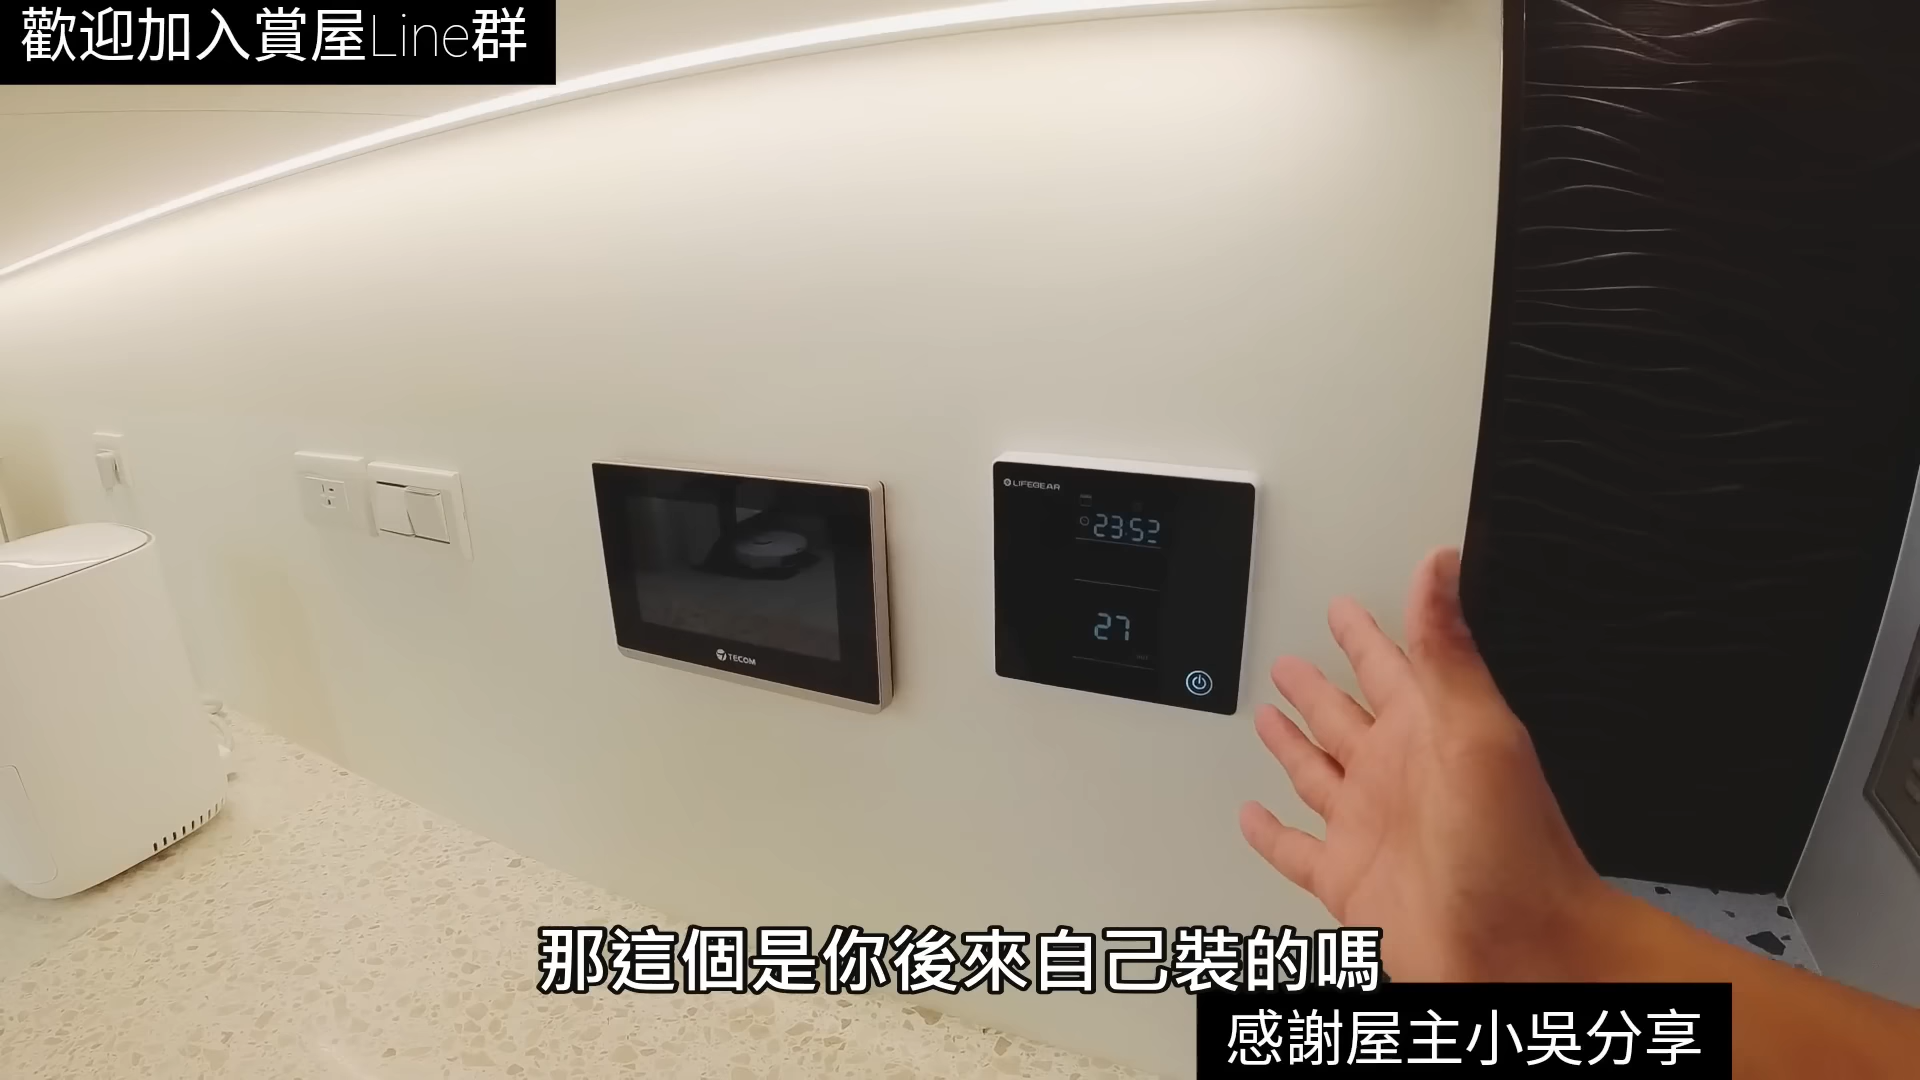 歡迎加入賞屋Line群
LIFEGEAR
23:52
27
TECOM
那這個是你後來自己裝的嗎
感謝屋主小吳分享